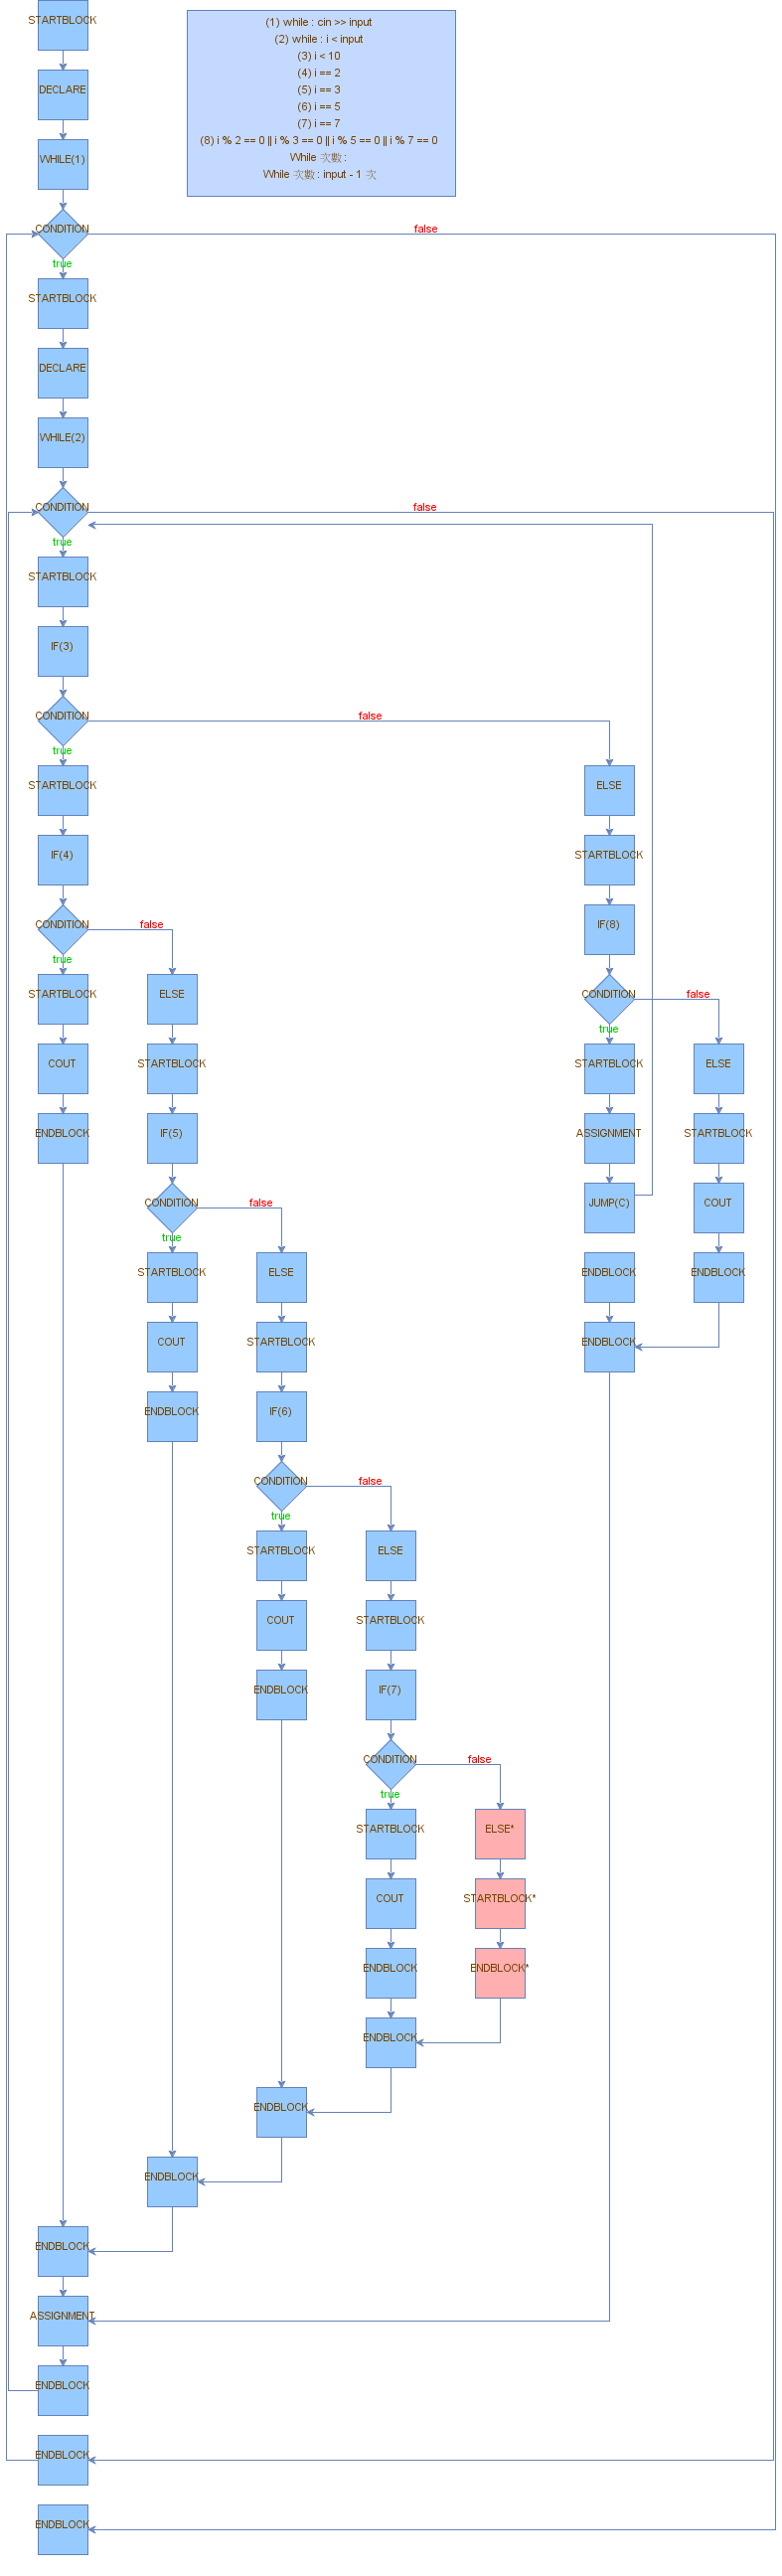 STARTBLOCK
(1) while : cin >> input
(2) while : i < input
(3) i < 10
(4) i == 2
(5) i == 3
(6) i == 5
(7) i == 7
(8) i % 2 == 0 || i % 3 == 0 || i % 5 == 0 || i % 7 == 0
While 次數 :
While 次數 : input - 1 次
DECLARE
WHILE(1)
CONDITION
false
true
STARTBLOCK
DECLARE
WHILE(2)
CONDITION
false
true
STARTBLOCK
IF(3)
CONDITION
false
true
STARTBLOCK
ELSE
IF(4)
STARTBLOCK
CONDITION
false
IF(8)
true
STARTBLOCK
ELSE
CONDITION
false
true
COUT
STARTBLOCK
STARTBLOCK
ELSE
ENDBLOCK
IF(5)
ASSIGNMENT
STARTBLOCK
CONDITION
false
JUMP(C)
COUT
true
STARTBLOCK
ELSE
ENDBLOCK
ENDBLOCK
COUT
STARTBLOCK
ENDBLOCK
ENDBLOCK
IF(6)
CONDITION
false
true
STARTBLOCK
ELSE
COUT
STARTBLOCK
ENDBLOCK
IF(7)
CONDITION
false
true
STARTBLOCK
ELSE*
COUT
STARTBLOCK*
ENDBLOCK
ENDBLOCK*
ENDBLOCK
ENDBLOCK
ENDBLOCK
ENDBLOCK
ASSIGNMENT
ENDBLOCK
ENDBLOCK
ENDBLOCK